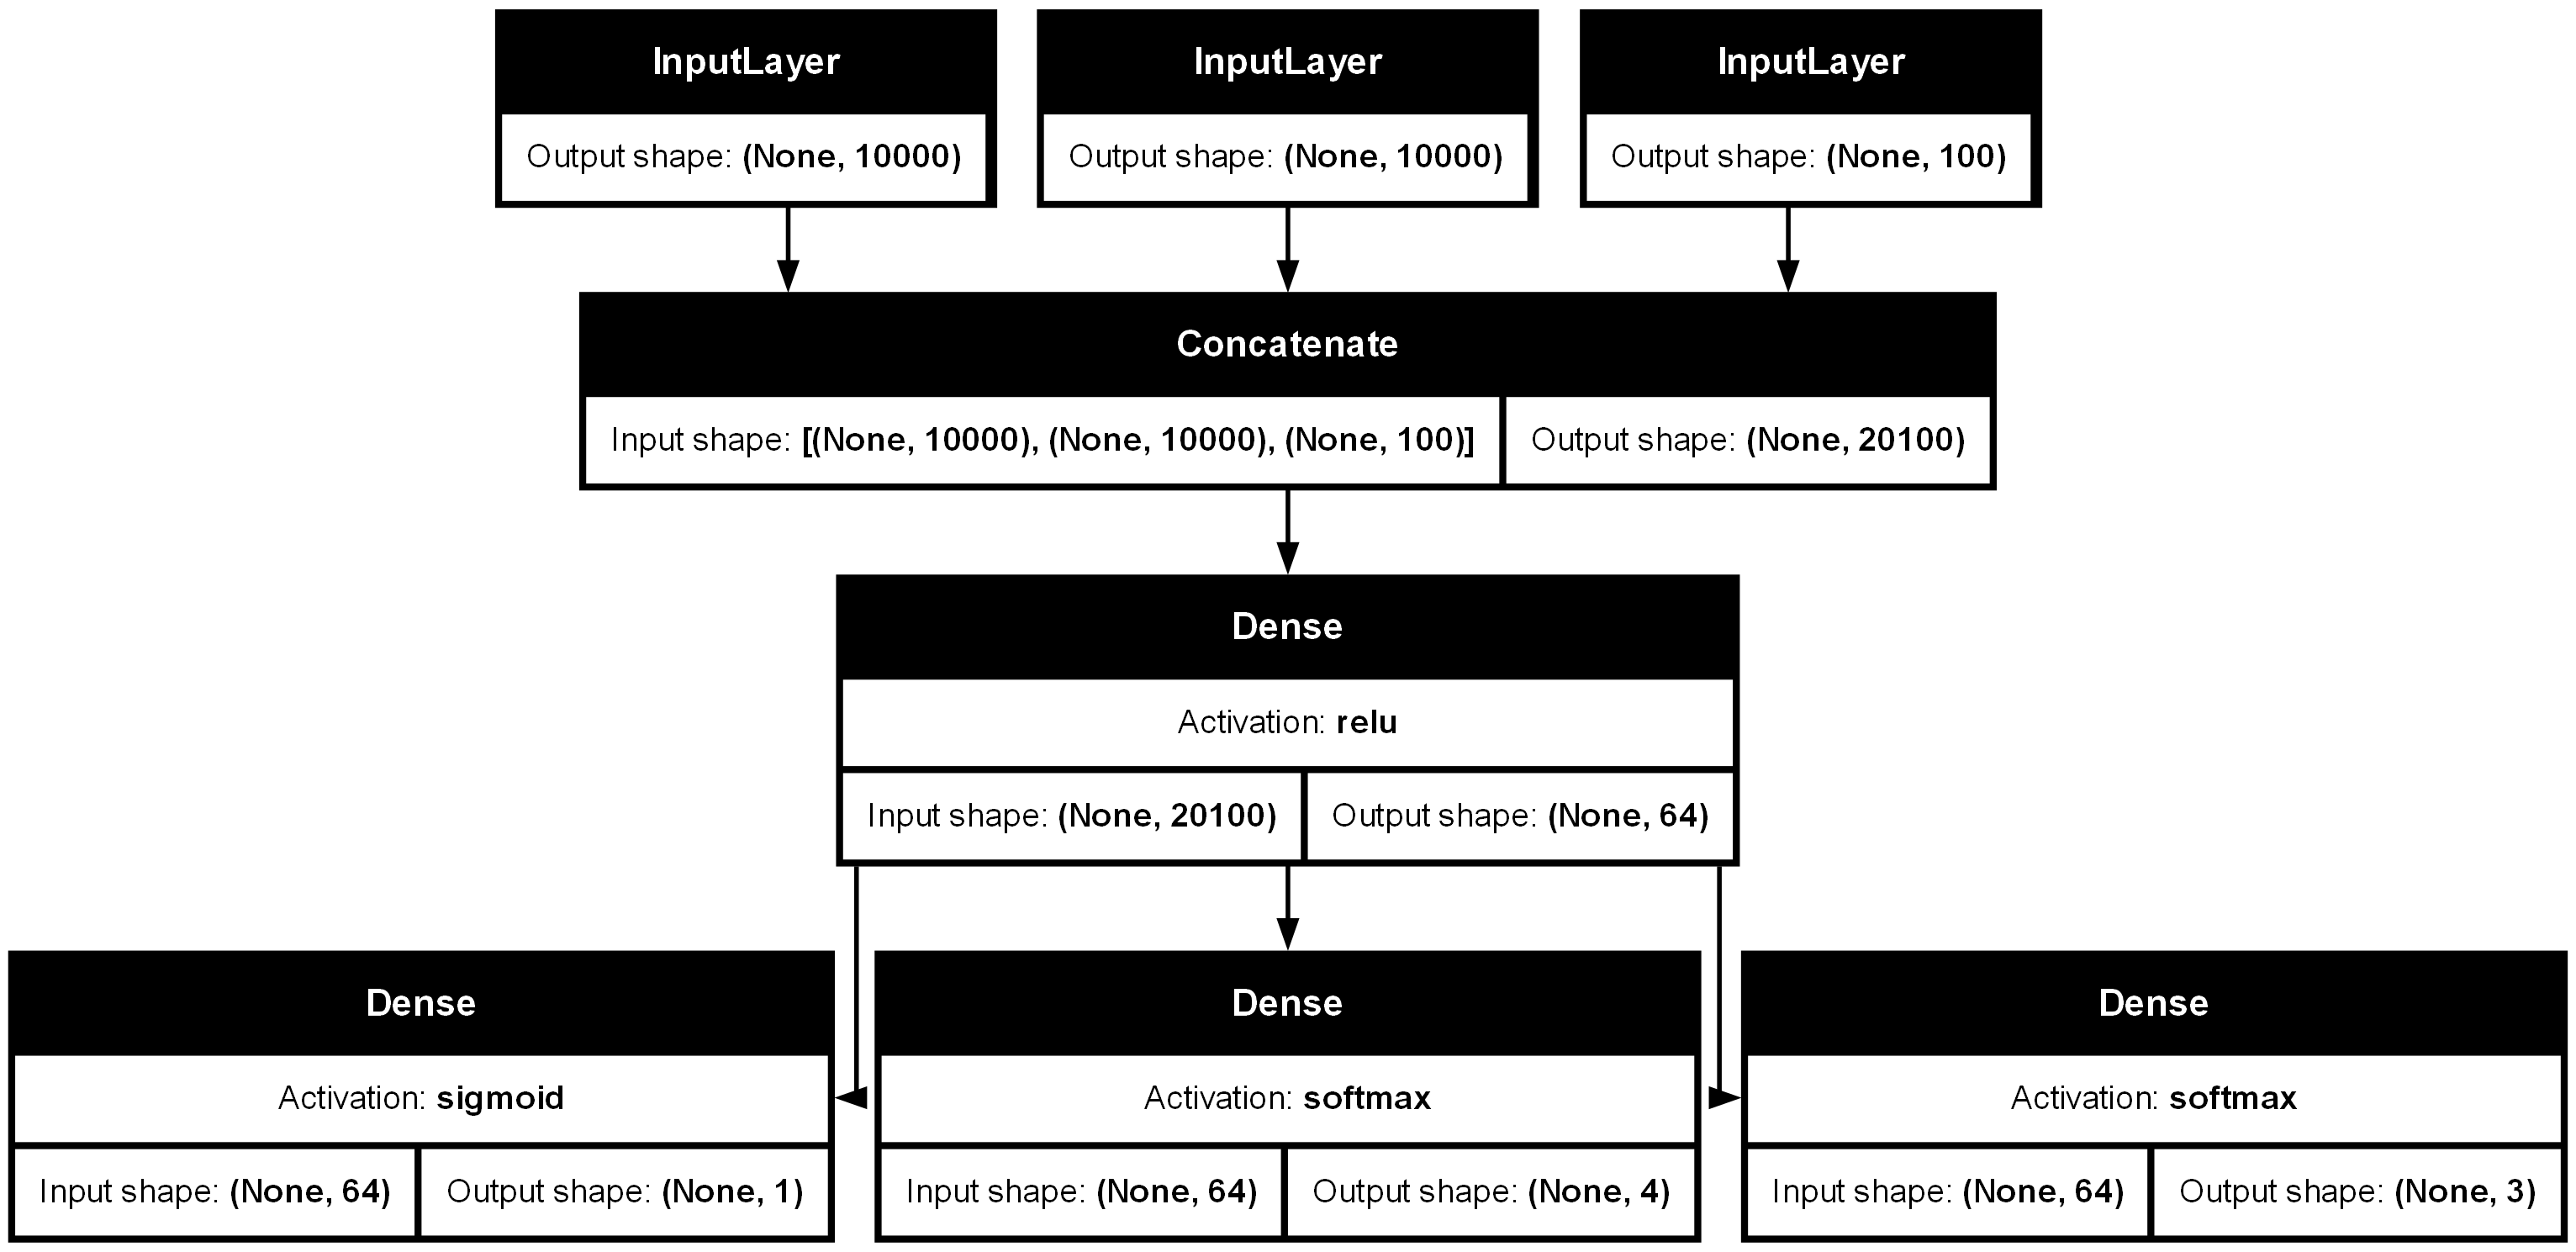 InputLayer
Output shape: (None, 10000)
InputLayer
Output shape: (None, 10000)
InputLayer
Output shape: (None, 100)
Concatenate
Input shape: [(None, 10000), (None, 10000), (None, 100)]
Output shape: (None, 20100)
Dense
Activation: relu
Input shape: (None, 20100)
Output shape: (None, 64)
Dense
Activation: sigmoid
Input shape: (None, 64)
Output shape: (None, 1)
Dense
Activation: softmax
Input shape: (None, 64)
Output shape: (None, 4)
Dense
Activation: softmax
Input shape: (None, 64)
Output shape: (None, 3)